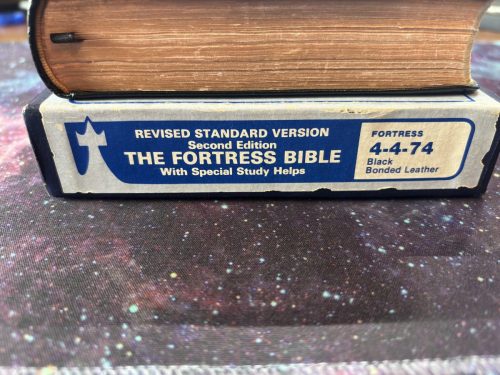 REVISED STANDARD VERSION
Second Edition
THE FORTRESS BIBLE
With Special Study Helps
FORTRESS
4-4-74
Black
Bonded Leather